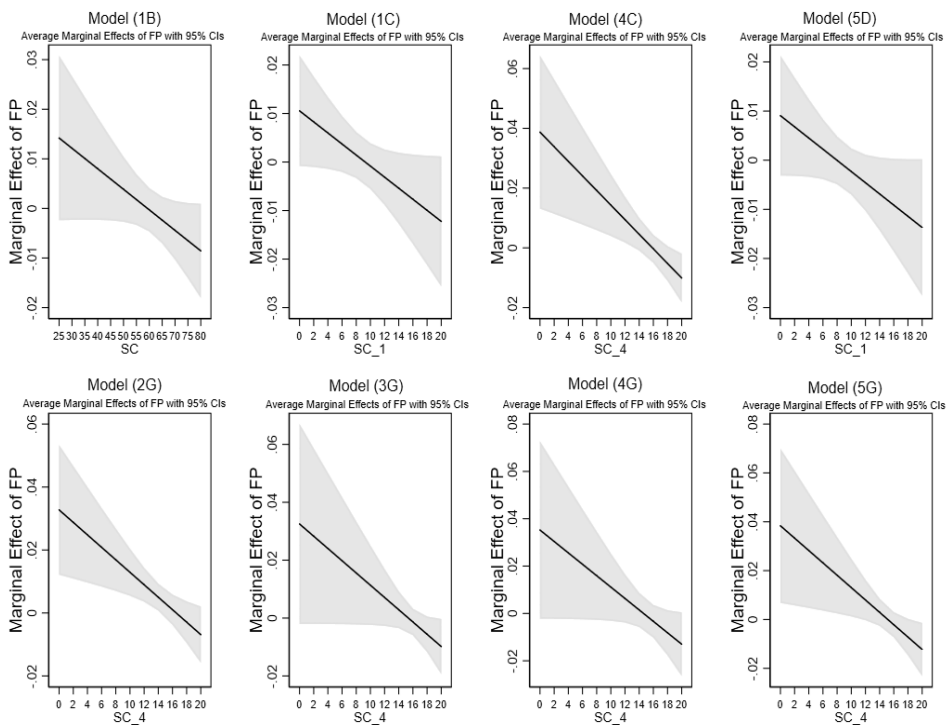 Model (1B)
Average Marginal Effects of FP with 95% CIs
Marginal Effect of FP
.03
.02
.01
0
-.01
-.02
25 30 35 40 45 50 55 60 65 70 75 80
SC
Model (1C)
Average Marginal Effects of FP with 95% CIs
Marginal Effect of FP
.02
.01
0
-.01
-.02
-.03
0 2 4 6 8 10 12 14 16 18 20
SC_1
Model (4C)
Average Marginal Effects of FP with 95% CIs
Marginal Effect of FP
.06
.04
.02
0
-.02
0 2 4 6 8 10 12 14 16 18 20
SC_4
Model (5D)
Average Marginal Effects of FP with 95% CIs
Marginal Effect of FP
.02
.01
0
-.01
-.02
-.03
0 2 4 6 8 10 12 14 16 18 20
SC_1
Model (2G)
Average Marginal Effects of FP with 95% CIs
Marginal Effect of FP
.06
.04
.02
0
-.02
0 2 4 6 8 10 12 14 16 18 20
SC_4
Model (3G)
Average Marginal Effects of FP with 95% CIs
Marginal Effect of FP
.06
.04
.02
0
-.02
0 2 4 6 8 10 12 14 16 18 20
SC_4
Model (4G)
Average Marginal Effects of FP with 95% CIs
Marginal Effect of FP
.08
.06
.04
.02
0
-.02
0 2 4 6 8 10 12 14 16 18 20
SC_4
Model (5G)
Average Marginal Effects of FP with 95% CIs
Marginal Effect of FP
.08
.06
.04
.02
0
-.02
0 2 4 6 8 10 12 14 16 18 20
SC_4